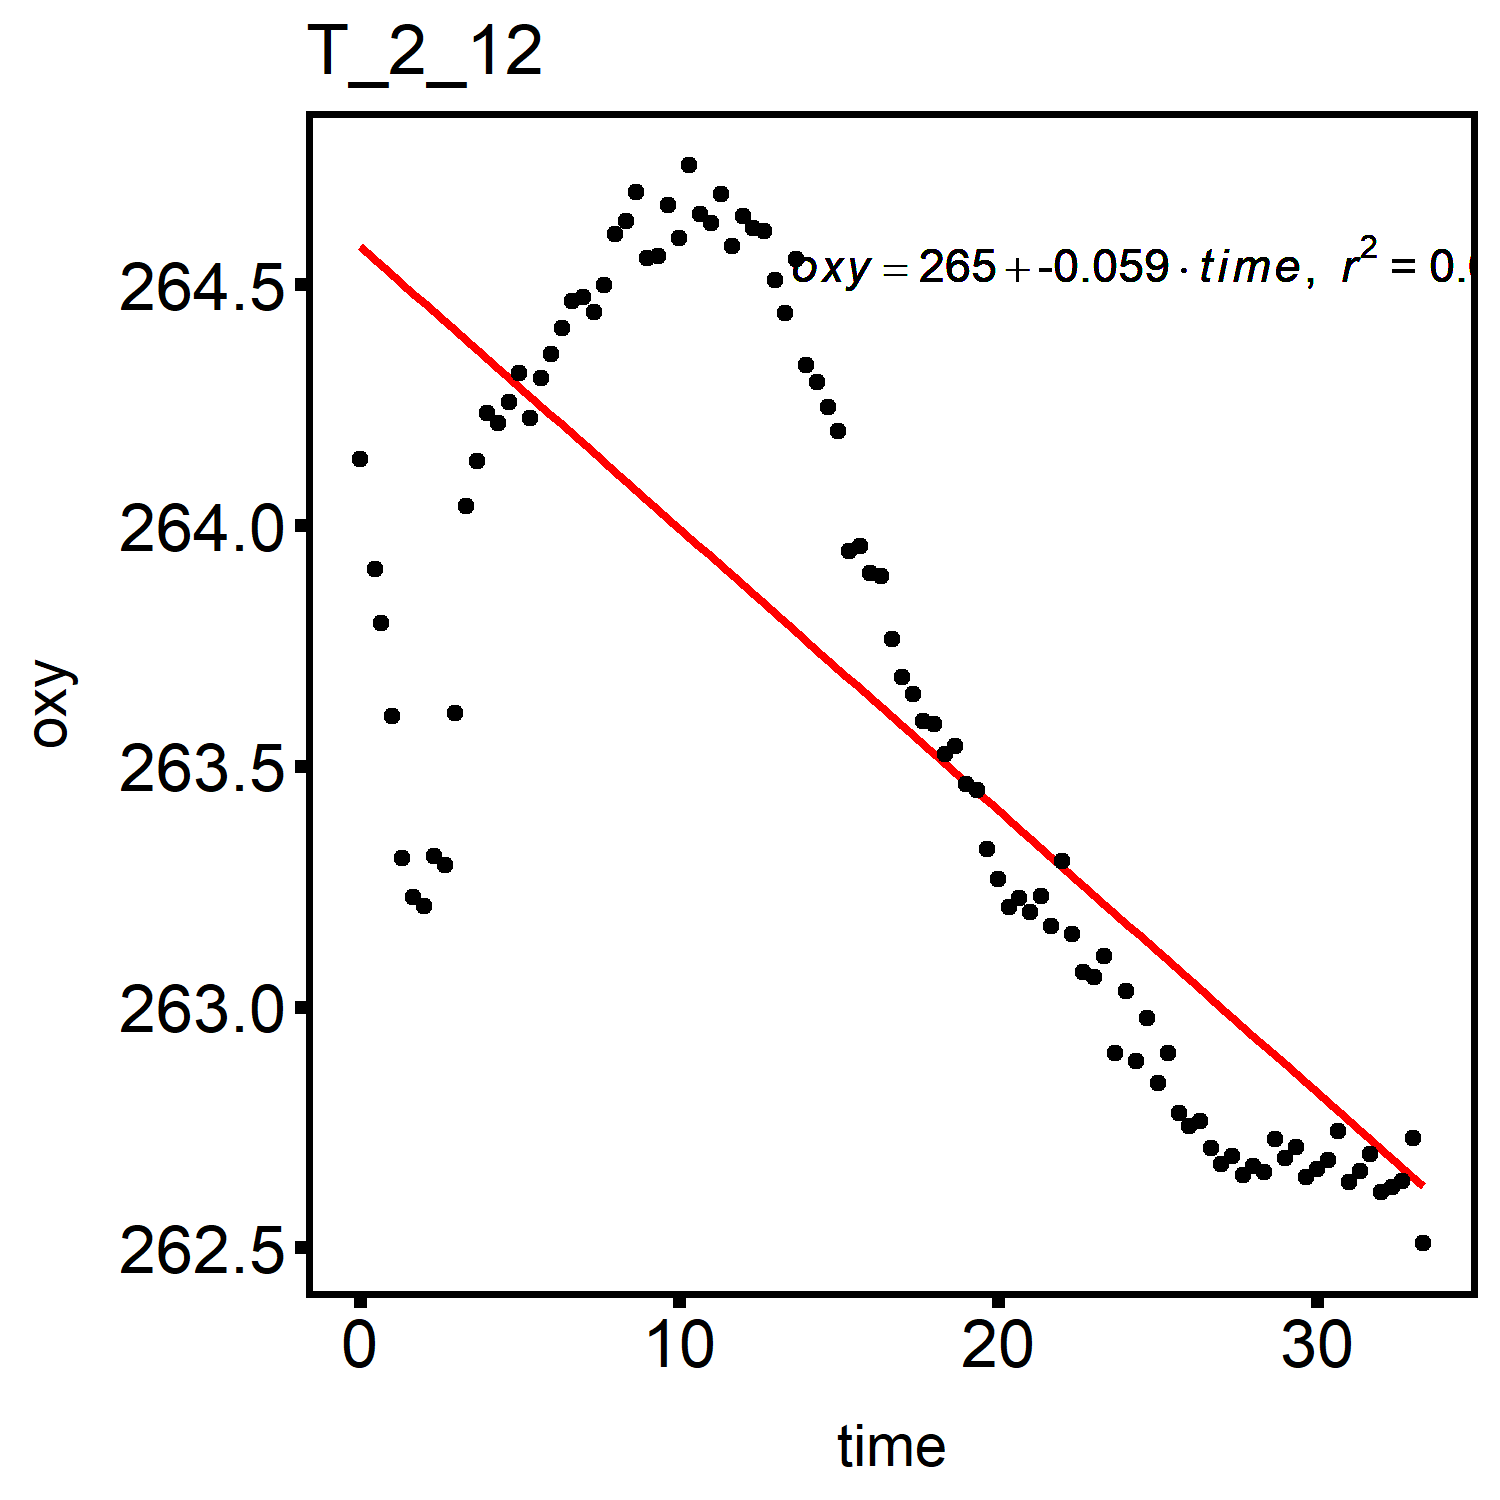 T_2_12
oxy = 265 + -0.059 · time, r² = 0.
264.5
264.0
263.5
263.0
262.5
oxy
0 10 20 30
time